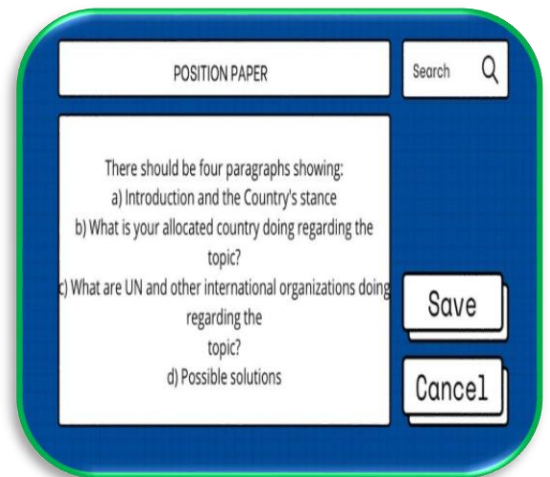 POSITION PAPER
Search
There should be four paragraphs showing:
a) Introduction and the Country's stance
b) What is your allocated country doing regarding the
topic?
c) What are UN and other international organizations doing
regarding the
topic?
d) Possible solutions
Save
Cancel